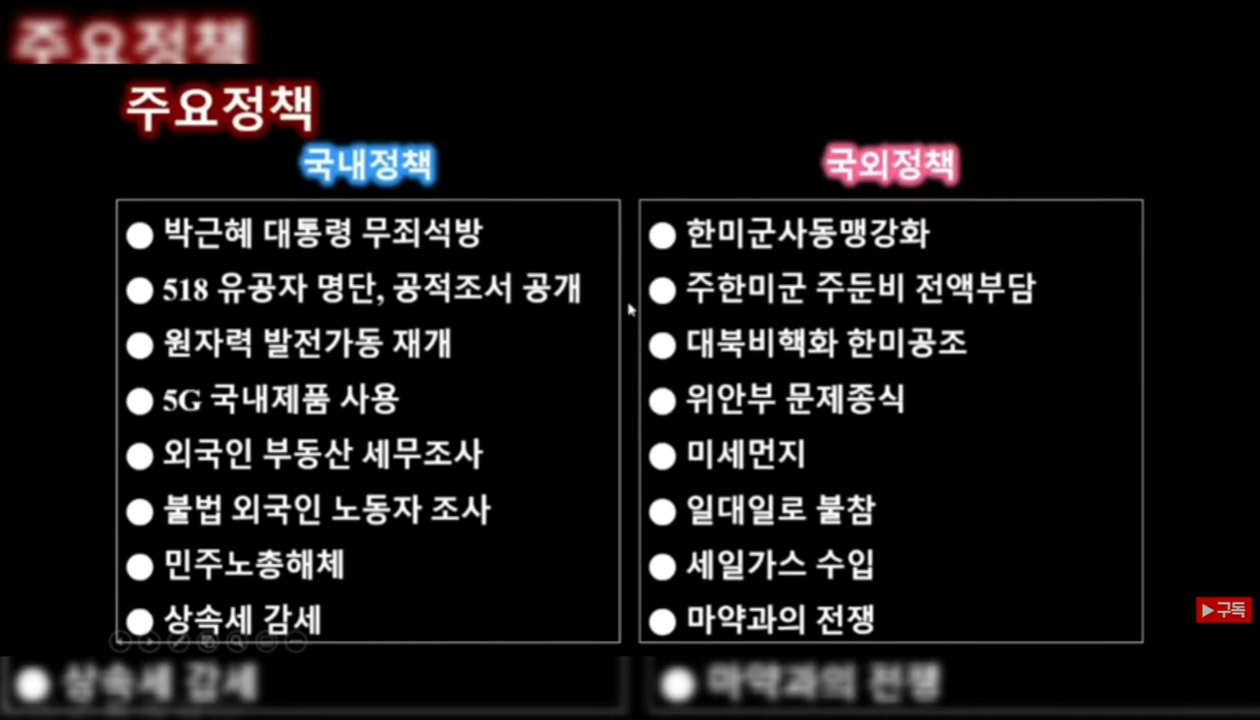 주요정책
주요정책
국내정책
박근혜 대통령 무죄석방
518 유공자 명단, 공적조서 공개
원자력 발전가동 재개
5G 국내제품 사용
외국인 부동산 세무조사
불법 외국인 노동자 조사
민주노총해체
상속세 감세
국외정책
한미군사동맹강화
주한미군 주둔비 전액부담
대북비핵화 한미공조
위안부 문제종식
미세먼지
일대일로 불참
세일가스 수입
마약과의 전쟁
구독
상속세 감세
마약과의 전쟁